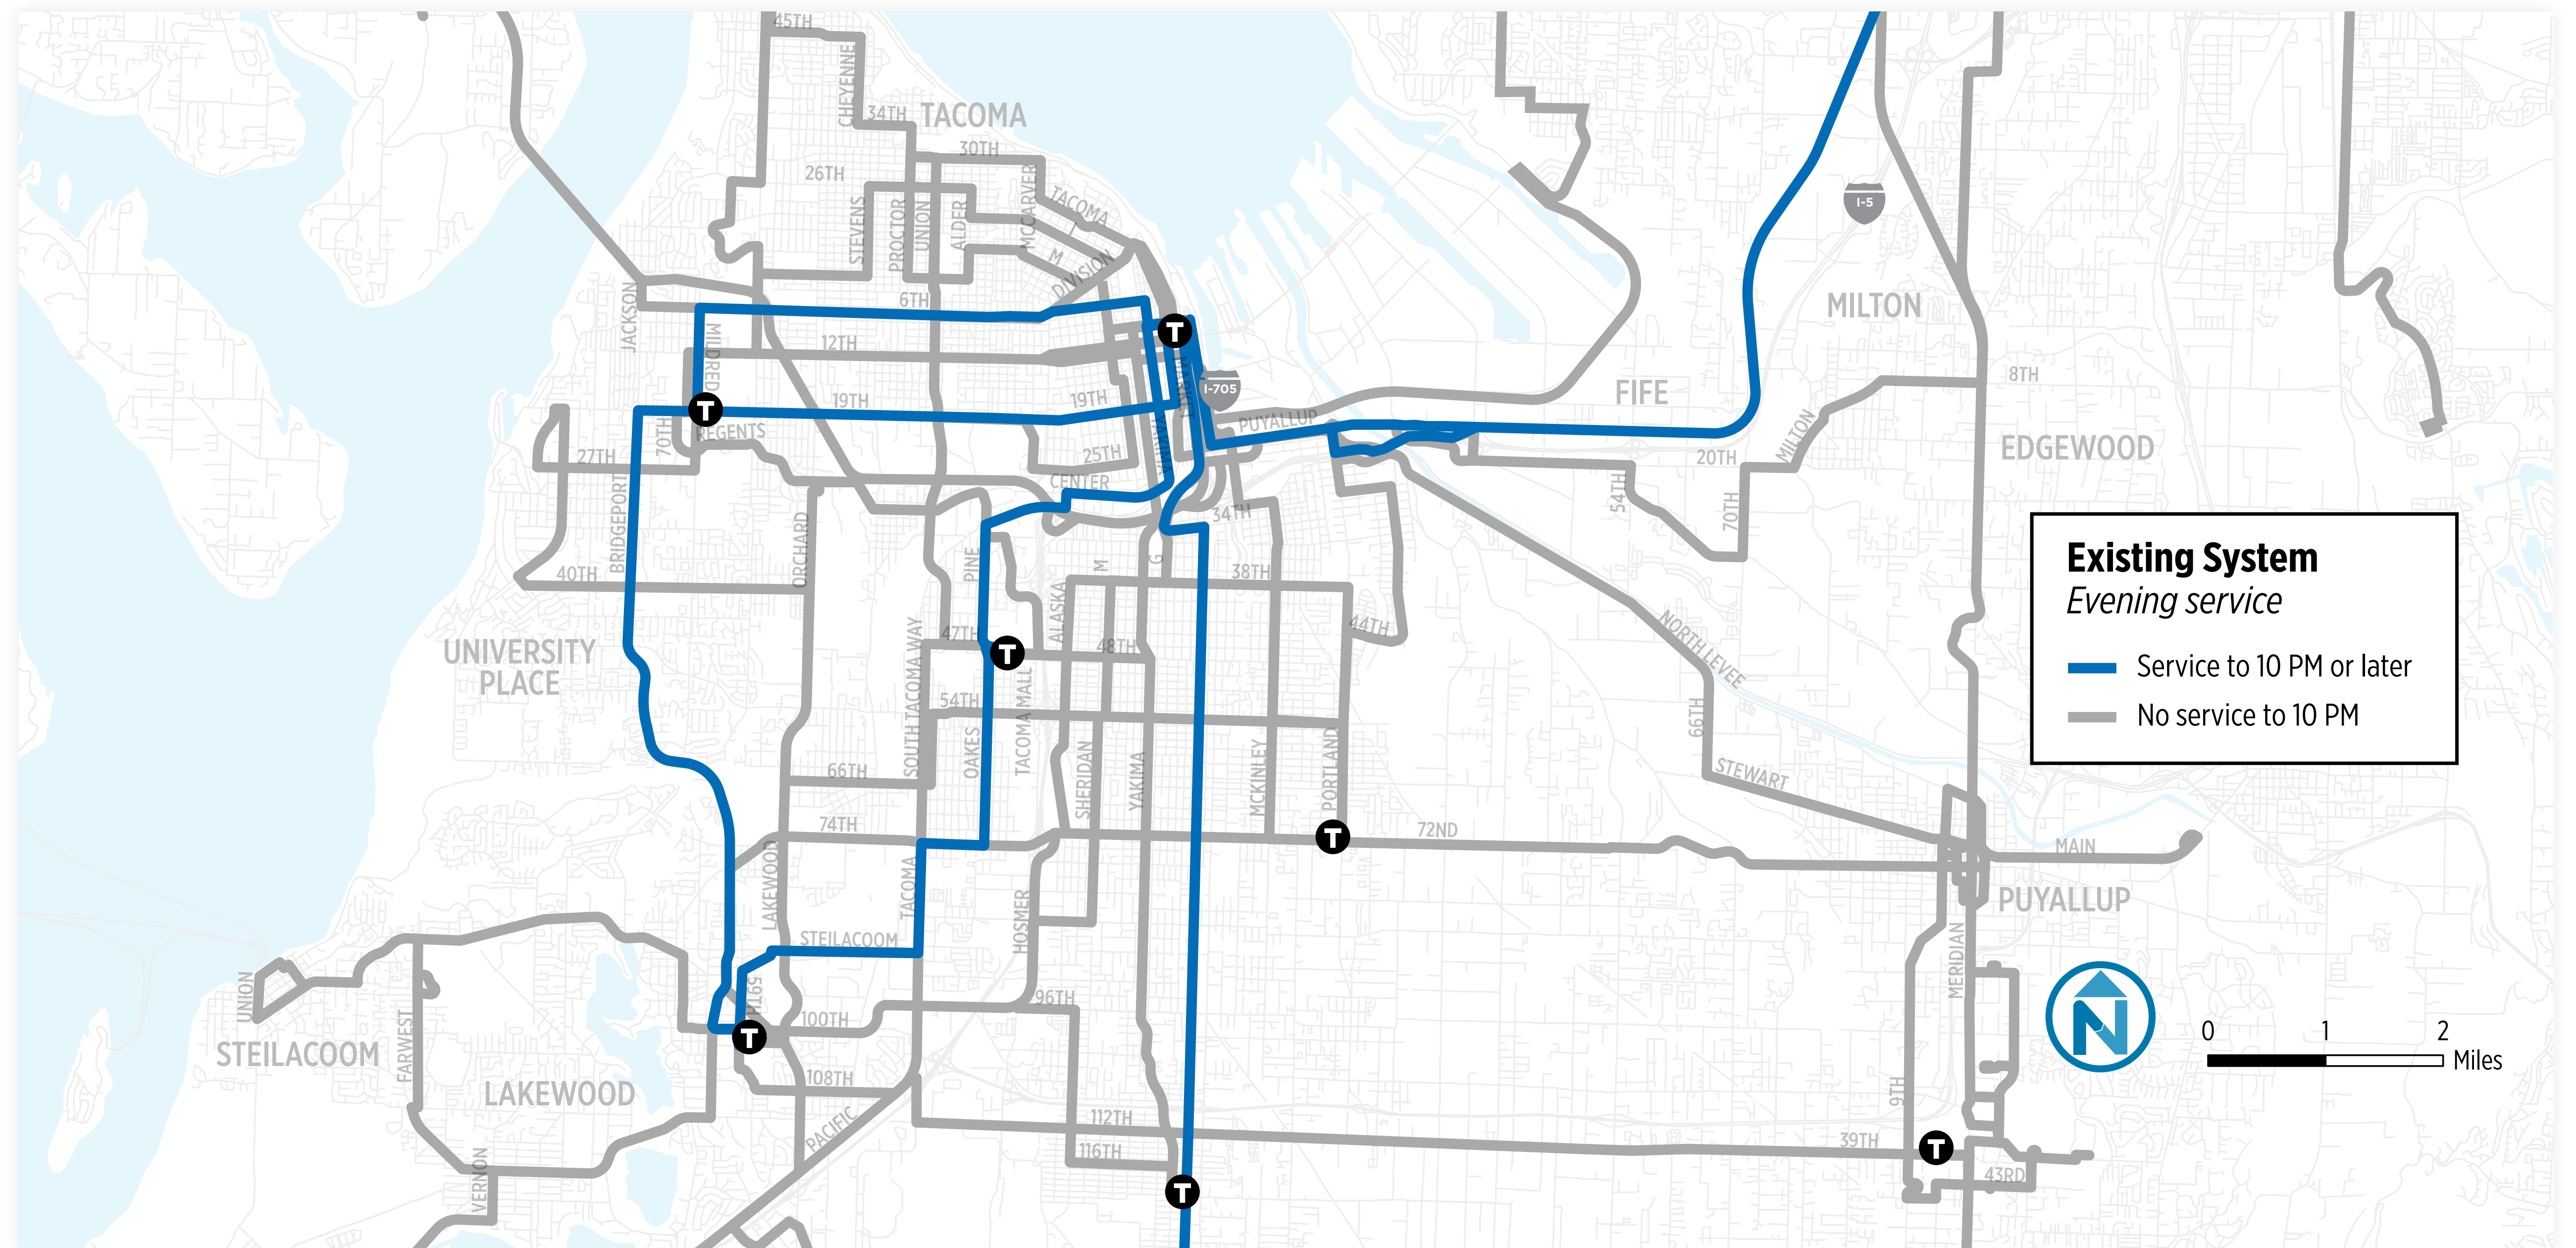 45TH
CHEYENNE
34TH
TACOMA
30TH
26TH
MCCARVER
TACOMA
I
STEVENS
PROCTOR
UNION
ALDER
M
DIVISION
I-5
JACKSON
6TH
MILTON
MILDRED
12TH
MARKET
I-705
8TH
FIFE
19TH
19TH
PUYALLUP
MILTON
70TH
REGENTS
YAKIMA
EDGEWOOD
27TH
25TH
20TH
CENTER
BRIDGEPORT
ORCHARD
54TH
70TH
34TH
PINE
M
G
40TH
38TH
ALASKA
44TH
NORTH LEVEE
UNIVERSITY
PLACE
SOUTH TACOMA WAY
47TH
48TH
T
T
T
T
T
T
T
54TH
TACOMA MALL
OAKES
66TH
SHERIDAN
YAKIMA
MCKINLEY
PORTLAND
66TH
STEWART
74TH
72ND
MAIN
LAKEWOOD
TACOMA
HOSMER
PUYALLUP
STEILACOOM
MERIDIAN
UNION
59TH
96TH
100TH
FARWEST
STEILACOOM
LAKEWOOD
108TH
PACIFIC
112TH
116TH
9TH
39TH
43RD
VERNON
Existing System
Evening service
Service to 10 PM or later
No service to 10 PM
N
0 1 2
Miles